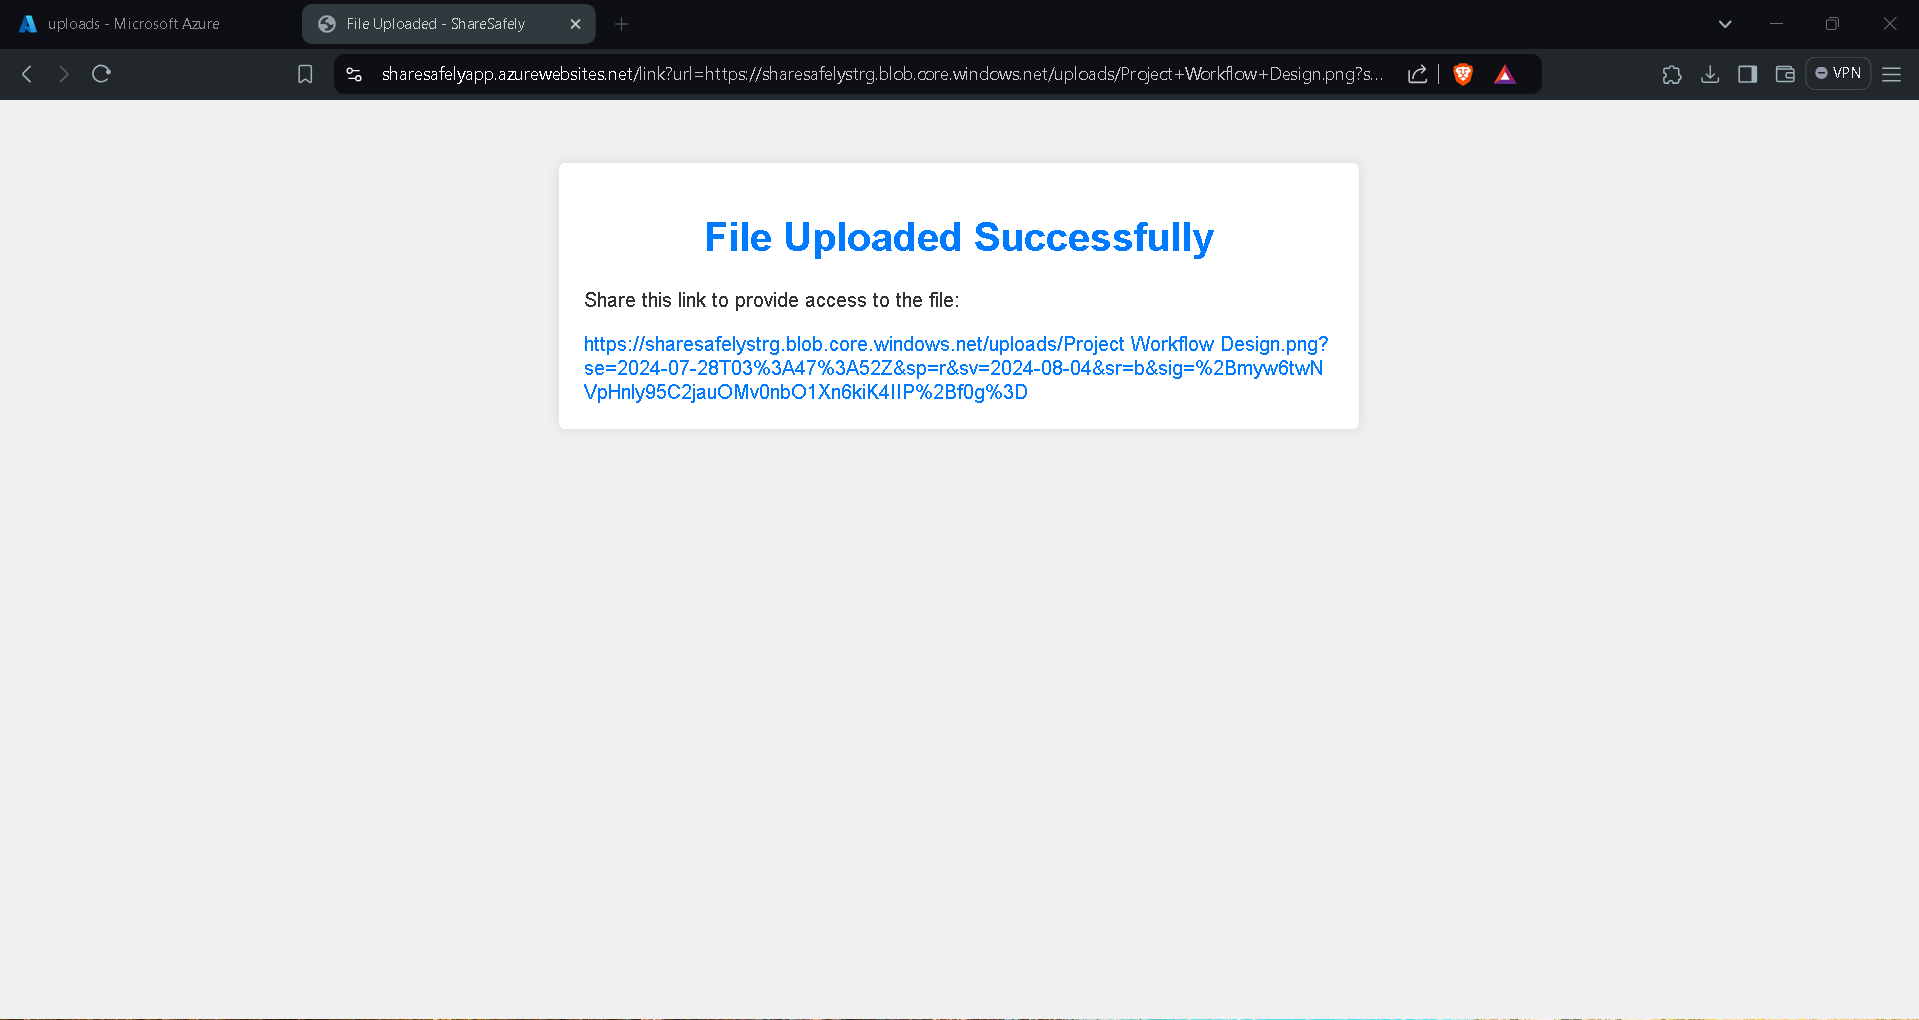 uploads - Microsoft Azure
File Uploaded - ShareSafely
sharesafelyapp.azurewebsites.net/link?url=https://sharesafelystrg.blob.core.windows.net/uploads/Project+Workflow+Design.png?s...
VPN
File Uploaded Successfully
Share this link to provide access to the file:
https://sharesafelystrg.blob.core.windows.net/uploads/Project Workflow Design.png?
se=2024-07-28T03%3A47%3A52Z&sp=r&sv=2024-08-04&sr=b&sig=%2Bmyw6twN
VpHnly95C2jauOMv0nbO1Xn6kiK4IIP%2Bf0g%3D